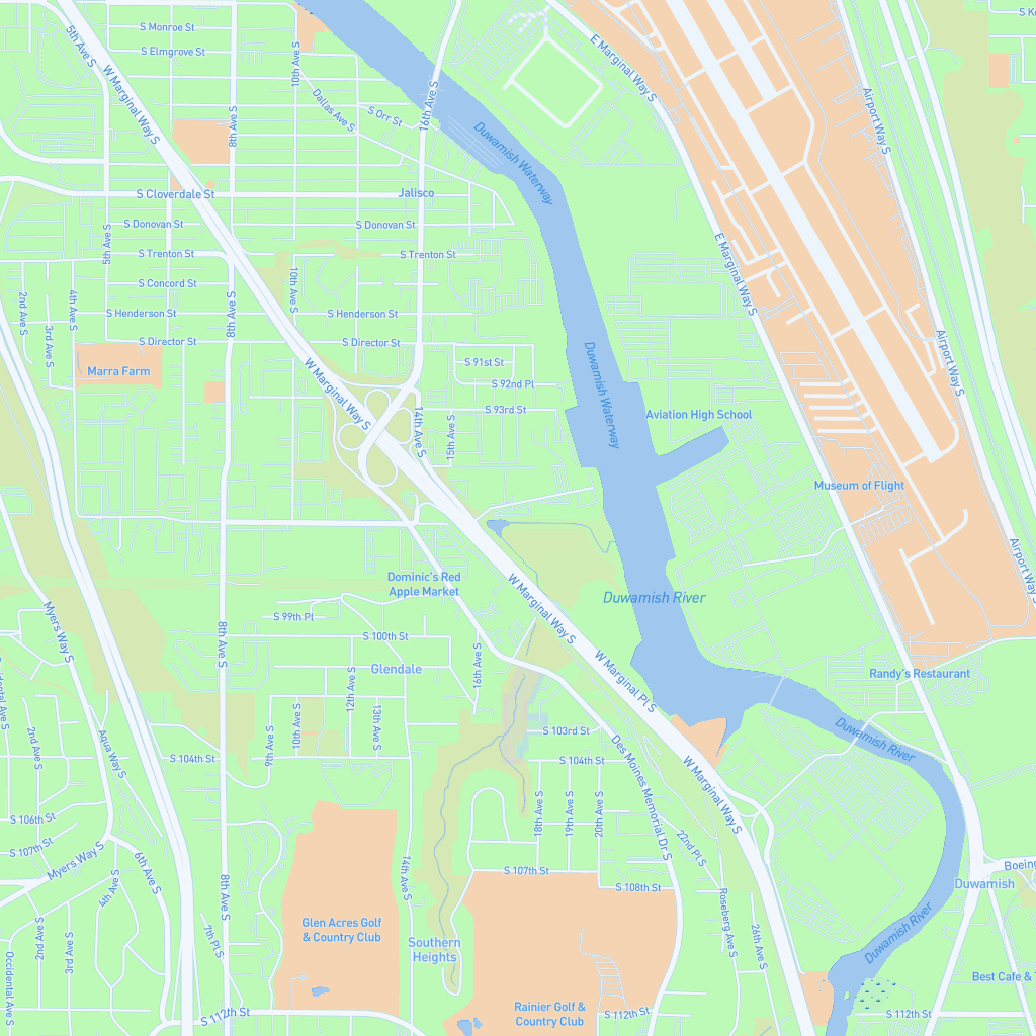 S Monroe St
S Elmgrove St
5th Ave S
10th Ave S
W Marginal Way S
E Marginal Way S
Dallas Ave S
S Orr St
16th Ave S
8th Ave S
Airport Way S
Duwamish Waterway
S Cloverdale St
Jalisco
S Donovan St
S Donovan St
5th Ave S
S Trenton St
S Trenton St
S Concord St
10th Ave S
E Marginal Way S
2nd Ave S
3rd Ave S
4th Ave S
8th Ave S
S Henderson St
S Henderson St
S Director St
S Director St
Marra Farm
W Marginal Way S
S 91st St
S 92nd Pl
S 93rd St
14th Ave S
15th Ave S
Duwamish Waterway
Airport Way S
Aviation High School
Museum of Flight
Airport Way S
Dominic's Red
Apple Market
W Marginal Way S
Duwamish River
Myers Way S
8th Ave S
S 99th Pl
S 100th St
Glendale
16th Ave S
W Marginal Pl S
Randy's Restaurant
12th Ave S
13th Ave S
10th Ave S
9th Ave S
2nd Ave S
Aqua Way S
S 103rd St
S 104th St
S 104th St
Des Moines Memorial Dr S
W Marginal Way S
Duwamish River
18th Ave S
19th Ave S
20th Ave S
S 106th St
S 107th St
Myers Way S
6th Ave S
4th Ave S
22nd Pl S
14th Ave S
8th Ave S
S 107th St
S 108th St
Boeing
Duwamish
Roseberg Ave S
26th Ave S
Glen Acres Golf
& Country Club
7th Pl S
2nd Ave S
3rd Ave S
Occidental Ave S
Southern
Heights
Duwamish River
Best Cafe &
Rainier Golf &
Country Club
S 112th St
S 112th St
S 112th St